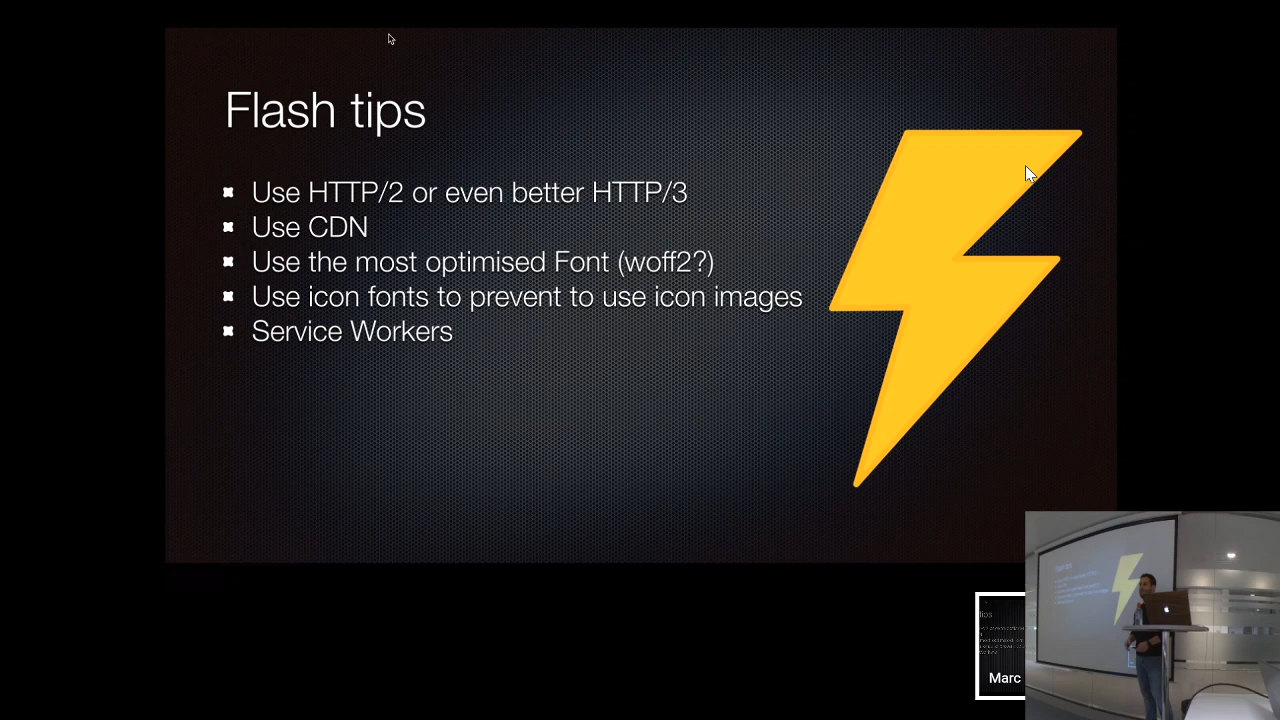 Flash tips
Use HTTP/2 or even better HTTP/3
Use CDN
Use the most optimised Font (woff2?)
Use icon fonts to prevent to use icon images
Service Workers
tips
Marc